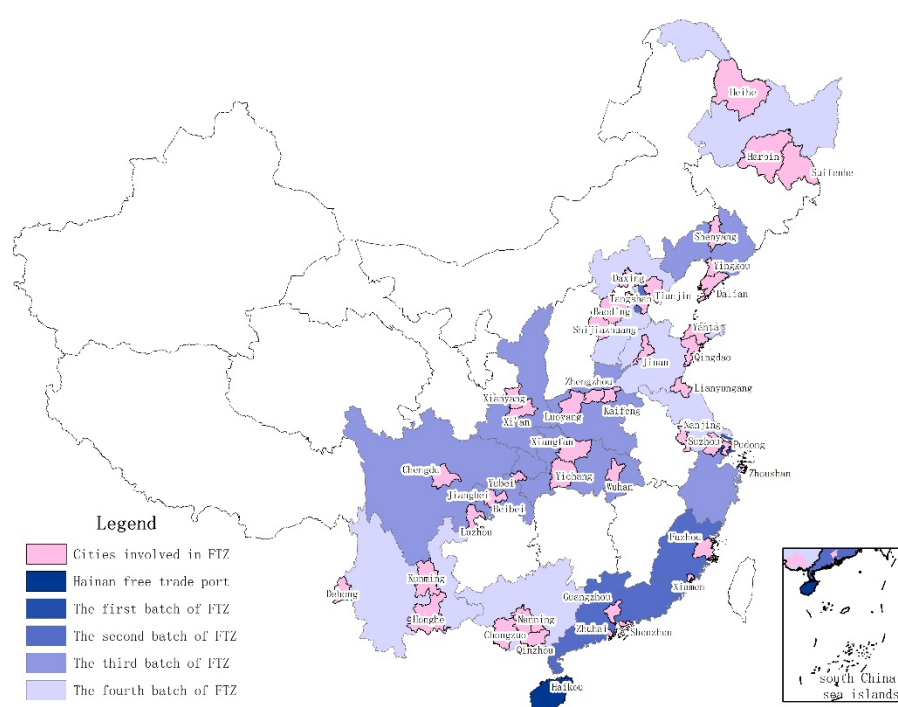 Heihe
Harbin
Suifenhe
Shenyang
Yingkou
Dalian
Daxing
Tianjin
Tangshan
Baoding
Shijiazhuang
Yantai
Qingdao
Jinan
Lianyungang
Zhengzhou
Kaifeng
Luoyang
Xianyang
Xi'an
Nanjing
Suzhou
Pudong
Zhoushan
Xiangfan
Yichang
Wuhan
Chengdu
Yubei
Jiangbei
Beibei
Luzhou
Fuzhou
Xiamen
Kunming
Dehong
Honghe
Guangzhou
Zhuhai
Shenzhen
Nanning
Chongzuo
Qinzhou
Haikou
Legend
Cities involved in FTZ
Hainan free trade port
The first batch of FTZ
The second batch of FTZ
The third batch of FTZ
The fourth batch of FTZ
south China
sea islands